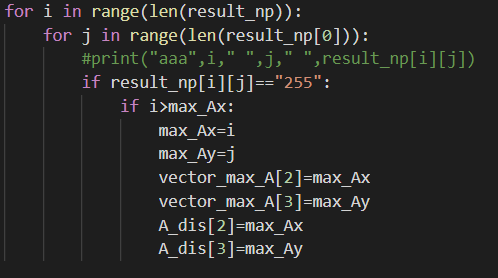 for i in range(len(result_np)):
    for j in range(len(result_np[0])):
        #print("aaa",i," ",j," ",result_np[i][j])
        if result_np[i][j]=="255":
            if i>max_Ax:
                max_Ax=i
                max_Ay=j
                vector_max_A[2]=max_Ax
                vector_max_A[3]=max_Ay
                A_dis[2]=max_Ax
                A_dis[3]=max_Ay